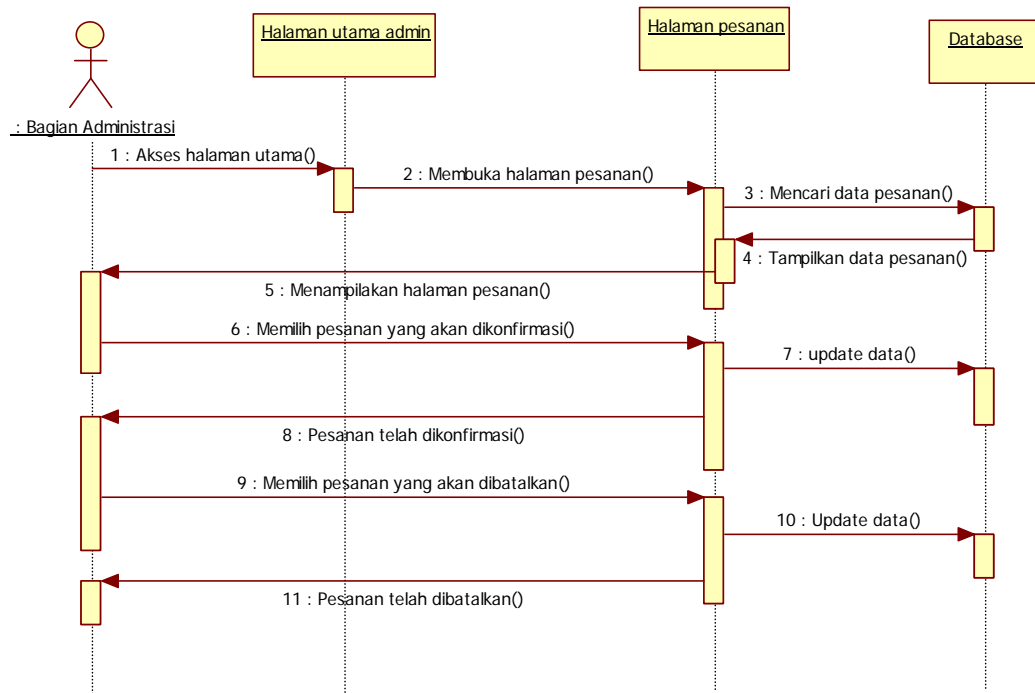 Halaman utama admin
Halaman pesanan
Database
: Bagian Administrasi
1 : Akses halaman utama()
2 : Membuka halaman pesanan()
3 : Mencari data pesanan()
4 : Tampilkan data pesanan()
5 : Menampilakan halaman pesanan()
6 : Memilih pesanan yang akan dikonfirmasi()
7 : update data()
8 : Pesanan telah dikonfirmasi()
9 : Memilih pesanan yang akan dibatalkan()
10 : Update data()
11 : Pesanan telah dibatalkan()